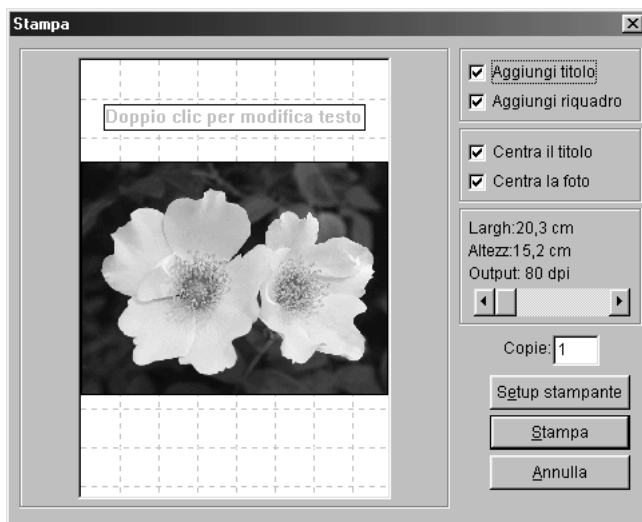 Stampa
Doppio clic per modifica testo
Aggiungi titolo
Aggiungi riquadro
Centra il titolo
Centra la foto
Largh:20,3 cm
Altezz:15,2 cm
Output: 80 dpi
Copie: 1
Setup stampante
Stampa
Annulla